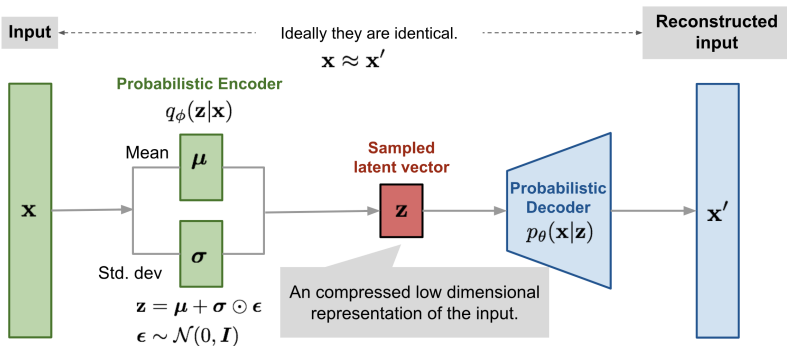 Input
Ideally they are identical.
x ≈ x′
Reconstructed
input
Probabilistic Encoder
qϕ(z|x)
Mean
μ
x
σ
Std. dev
z = μ + σ ⊙ ϵ
ϵ ∼ 𝒩(0, I)
Sampled
latent vector
z
An compressed low dimensional
representation of the input.
Probabilistic
Decoder
pθ(x|z)
x′